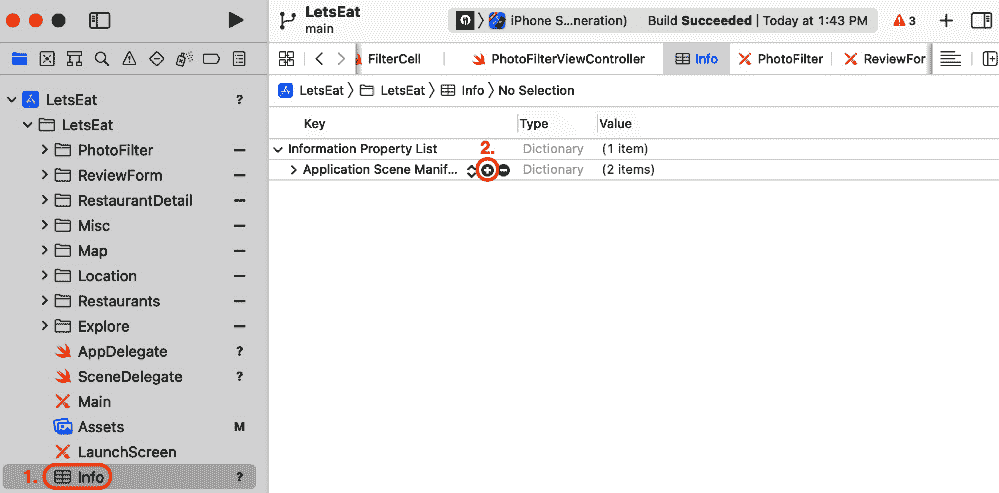 LetsEat
main
iPhone S...neration)
Build Succeeded | Today at 1:43 PM
3
FilterCell
PhotoFilterViewController
Info
PhotoFilter
ReviewFor
LetsEat
LetsEat
Info
No Selection
Key
Type
Value
2.
Information Property List
Dictionary
(1 item)
Application Scene Manif...
Dictionary
(2 items)
LetsEat
?
LetsEat
PhotoFilter
ReviewForm
RestaurantDetail
Misc
Map
Location
Restaurants
Explore
AppDelegate
?
SceneDelegate
?
Main
Assets
M
LaunchScreen
1.
Info
?